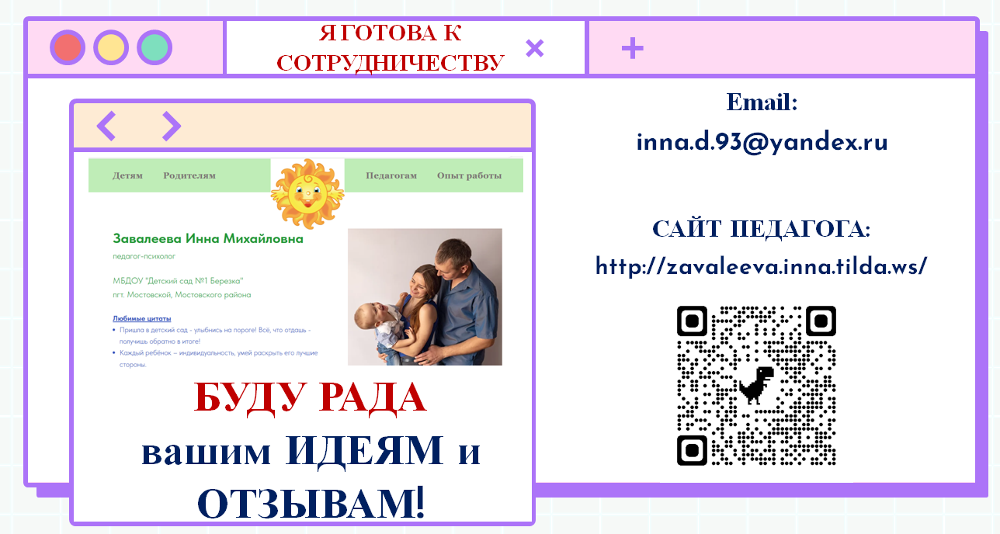 Я ГОТОВА К
СОТРУДНИЧЕСТВУ
Детям Родителям Педагогам Опыт работы
Завалеева Инна Михайловна
педагог-психолог
МБДОУ "Детский сад №1 Березка"
пгт. Мостовской, Мостовского района
Любимые цитаты
• Пришла в детский сад - улыбнись на пороге! Всё, что отдашь -
получишь обратно в итоге!
• Каждый ребёнок – индивидуальность, умей раскрыть его лучшие
стороны.
БУДУ РАДА
вашим ИДЕЯМ и
ОТЗЫВАМ!
Email:
inna.d.93@yandex.ru
САЙТ ПЕДАГОГА:
http://zavaleeva.inna.tilda.ws/